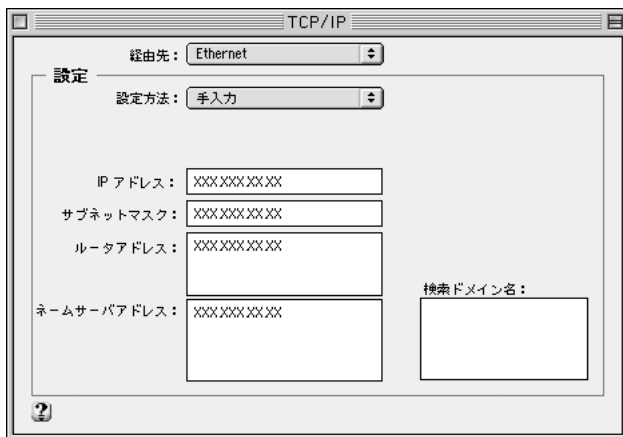 TCP/IP
経由先： Ethernet
設定
設定方法： 手入力
IP アドレス： XXX.XXX.XX.XX
サブネットマスク： XXX.XXX.XX.XX
ルータアドレス： XXX.XXX.XX.XX
検索ドメイン名：
ネームサーバアドレス： XXX.XXX.XX.XX
?